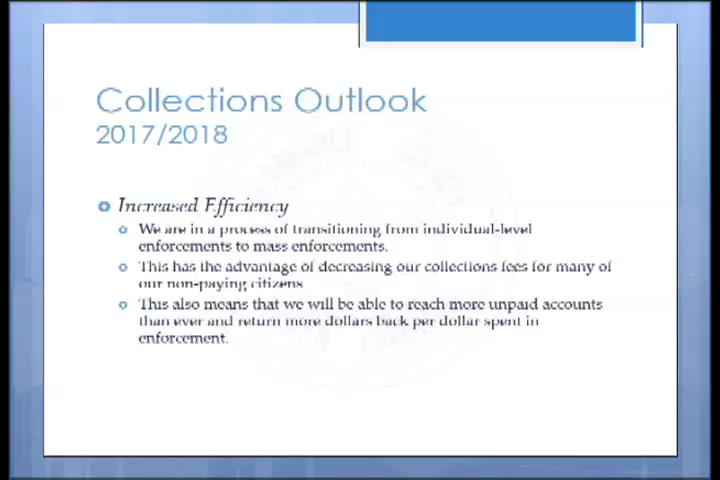 Collections Outlook
2017/2018
Increased Efficiency
We are in a process of transitioning from individual-level
enforcements to mass enforcements.
This has the advantage of decreasing our collections fees for many of
our non-paying citizens
This also means that we will be able to reach more unpaid accounts
than ever and return more dollars back per dollar spent in
enforcement.